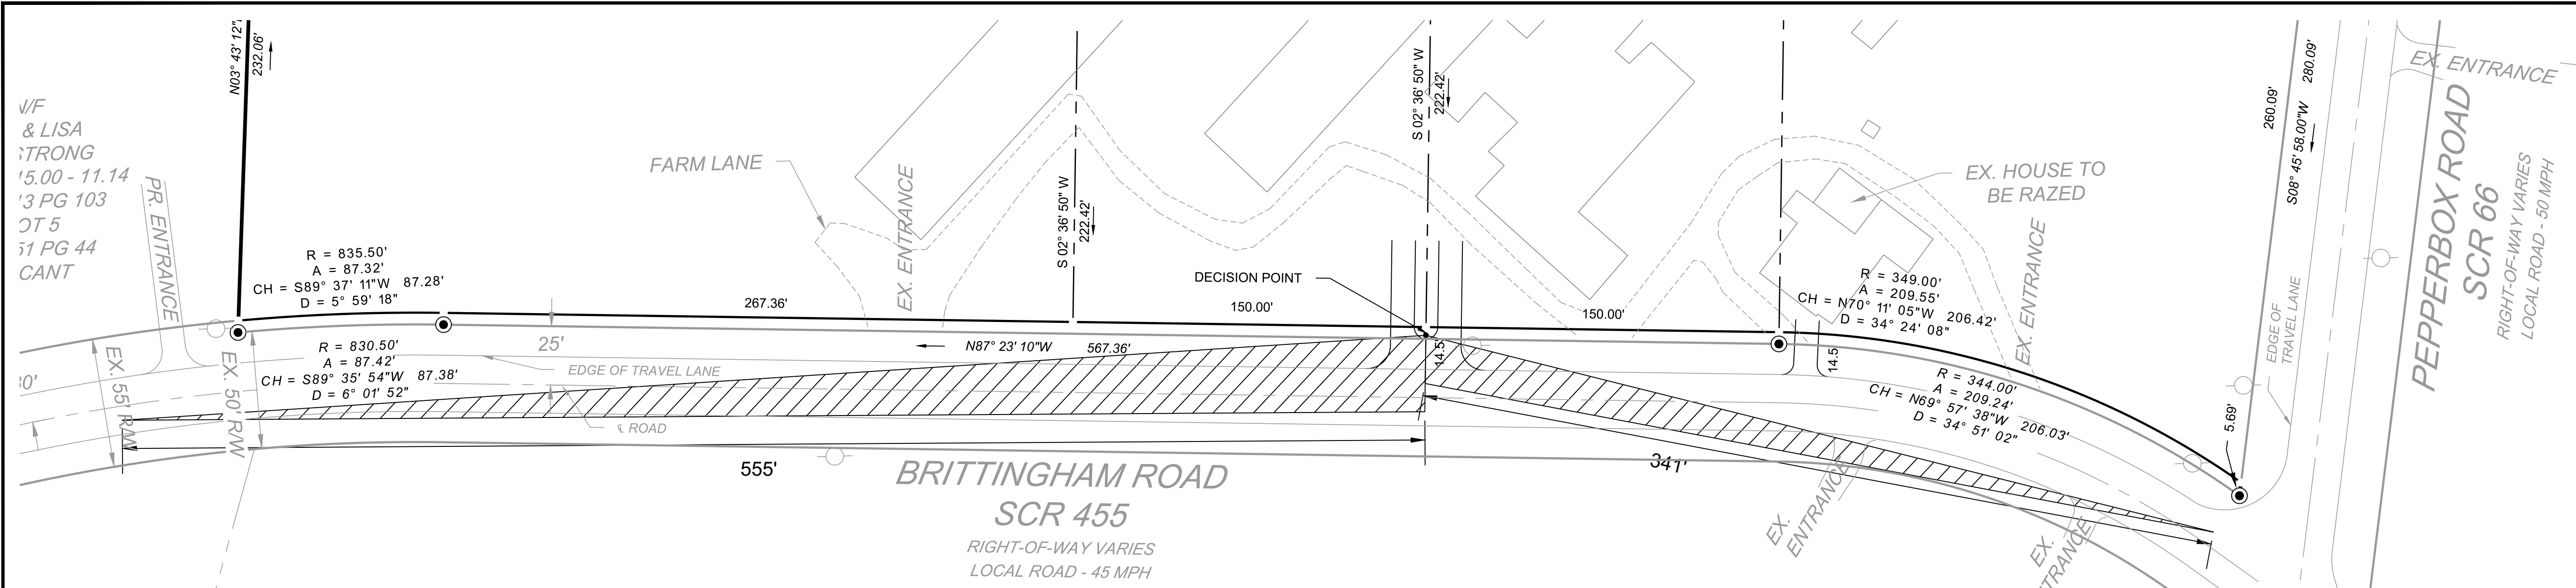 N03° 43' 12"
232.06'
N/F
& LISA
STRONG
15.00 - 11.14
'3 PG 103
OT 5
51 PG 44
CANT
PR. ENTRANCE
R = 835.50'
A = 87.32'
CH = S89° 37' 11"W 87.28'
D = 5° 59' 18"
R = 830.50'
A = 87.42'
CH = S89° 35' 54"W 87.38'
D = 6° 01' 52"
EX. 55' R/W
EX. 50' R/W
FARM LANE
EX. ENTRANCE
S 02° 36' 50" W
222.42'
267.36'
25'
EDGE OF TRAVEL LANE
℄ ROAD
N87° 23' 10"W 567.36'
DECISION POINT
S 02° 36' 50" W
222.42'
150.00'
150.00'
14.5
14.5
555'
341'
BRITTINGHAM ROAD
SCR 455
RIGHT-OF-WAY VARIES
LOCAL ROAD - 45 MPH
EX. HOUSE TO
BE RAZED
R = 349.00'
A = 209.55'
CH = N70° 11' 05"W 206.42'
D = 34° 24' 08"
R = 344.00'
A = 209.24'
CH = N69° 57' 38"W 206.03'
D = 34° 51' 02"
EX. ENTRANCE
EX.
ENTRANCE
EX.
TRANCE
5.69'
EDGE OF
TRAVEL LANE
260.09'
S08° 45' 58.00"W 280.09'
EX. ENTRANCE
PEPPERBOX ROAD
SCR 66
RIGHT-OF-WAY VARIES
LOCAL ROAD - 50 MPH